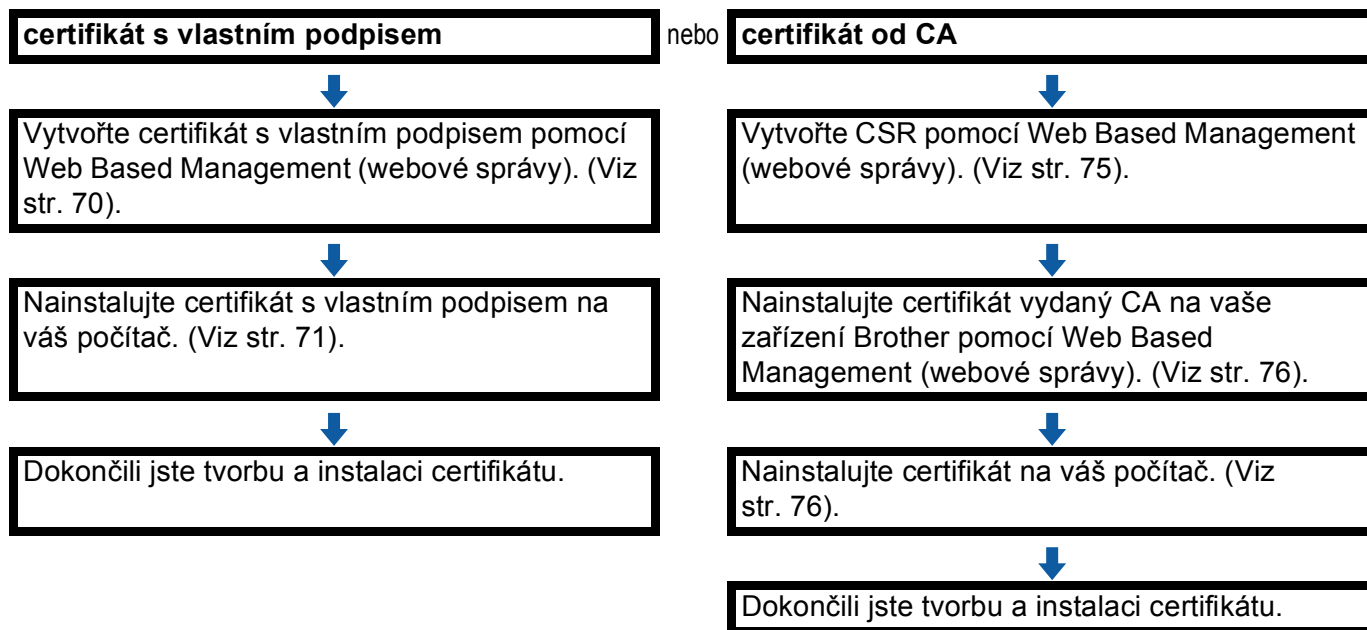 certifikát s vlastním podpisem
nebo
certifikát od CA
Vytvořte certifikát s vlastním podpisem pomocí
Web Based Management (webové správy). (Viz
str. 70).
Vytvořte CSR pomocí Web Based Management
(webové správy). (Viz str. 75).
Nainstalujte certifikát s vlastním podpisem na
váš počítač. (Viz str. 71).
Nainstalujte certifikát vydaný CA na vaše
zařízení Brother pomocí Web Based
Management (webové správy). (Viz str. 76).
Dokončili jste tvorbu a instalaci certifikátu.
Nainstalujte certifikát na váš počítač. (Viz
str. 76).
Dokončili jste tvorbu a instalaci certifikátu.